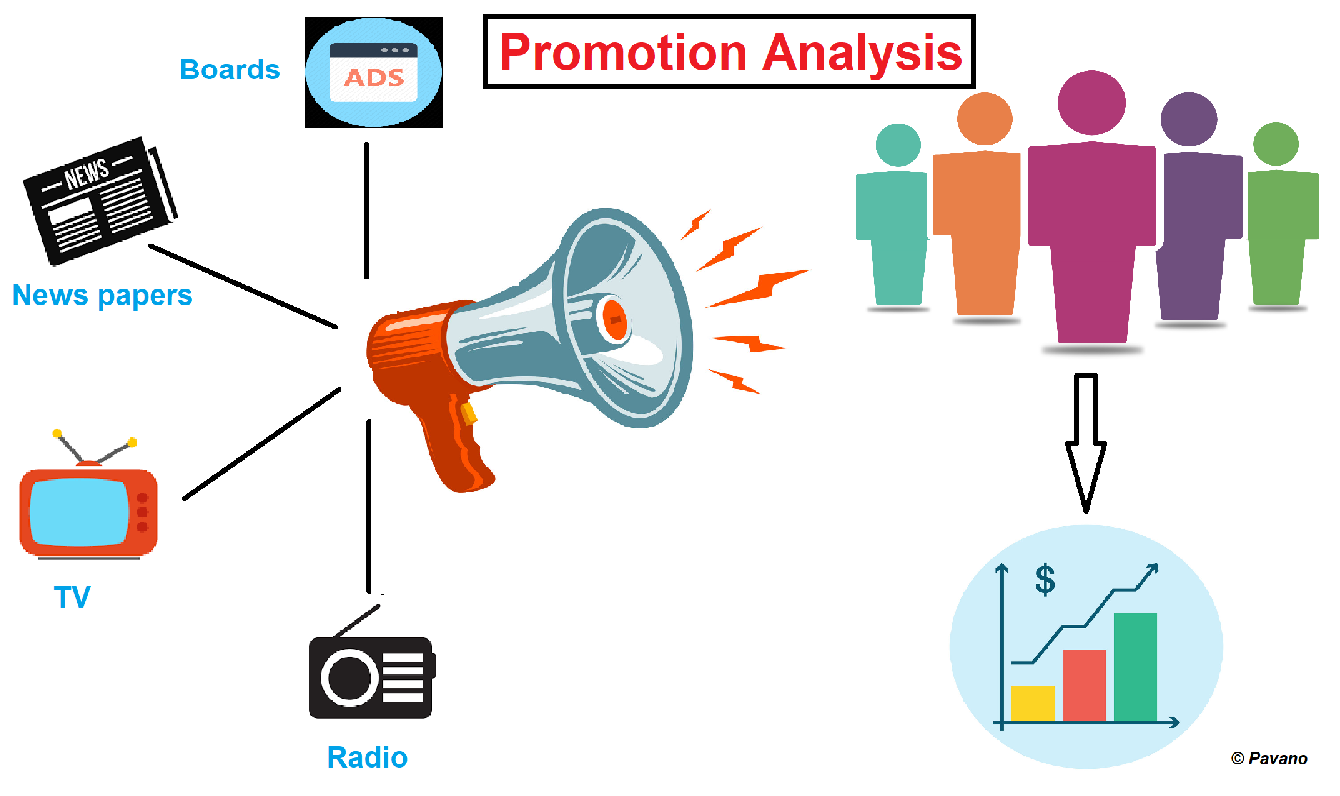 Promotion Analysis
Boards
ADS
NEWS
News papers
TV
$
Radio
© Pavano